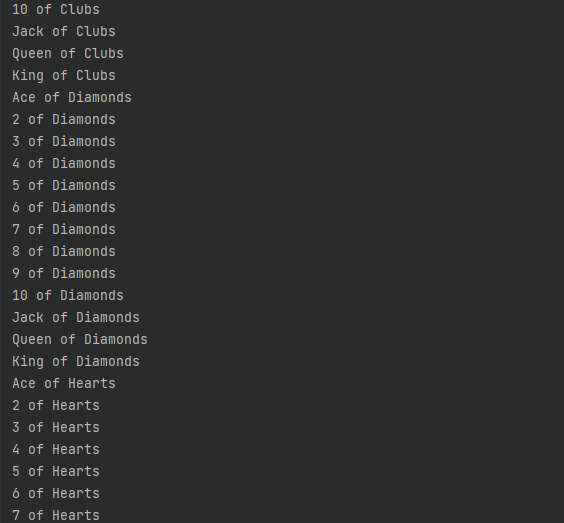 10 of Clubs
Jack of Clubs
Queen of Clubs
King of Clubs
Ace of Diamonds
2 of Diamonds
3 of Diamonds
4 of Diamonds
5 of Diamonds
6 of Diamonds
7 of Diamonds
8 of Diamonds
9 of Diamonds
10 of Diamonds
Jack of Diamonds
Queen of Diamonds
King of Diamonds
Ace of Hearts
2 of Hearts
3 of Hearts
4 of Hearts
5 of Hearts
6 of Hearts
7 of Hearts